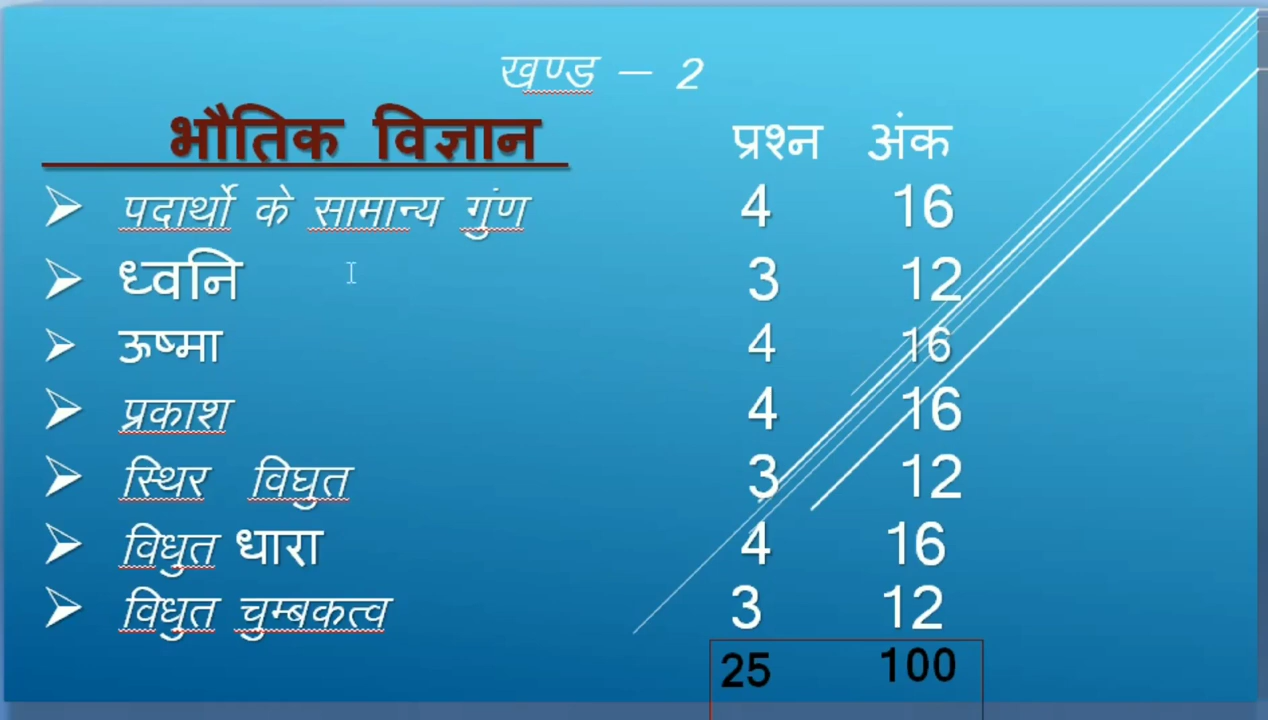 खण्ड – 2
भौतिक विज्ञान प्रश्न अंक
पदार्थो के सामान्य गुंण 4 16
ध्वनि 3 12
ऊष्मा 4 16
प्रकाश 4 16
स्थिर विघुत 3 12
विधुत धारा 4 16
विधुत चुम्बकत्व 3 12
25 100